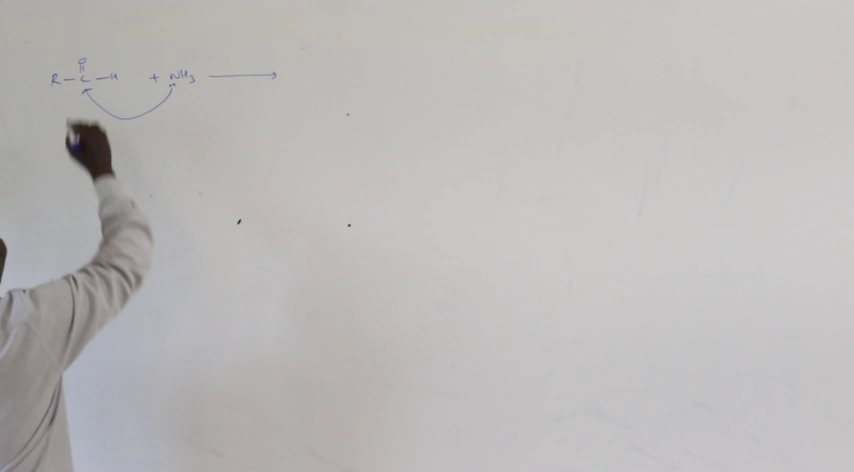 O
||
R — C — H + NH3 ⟶